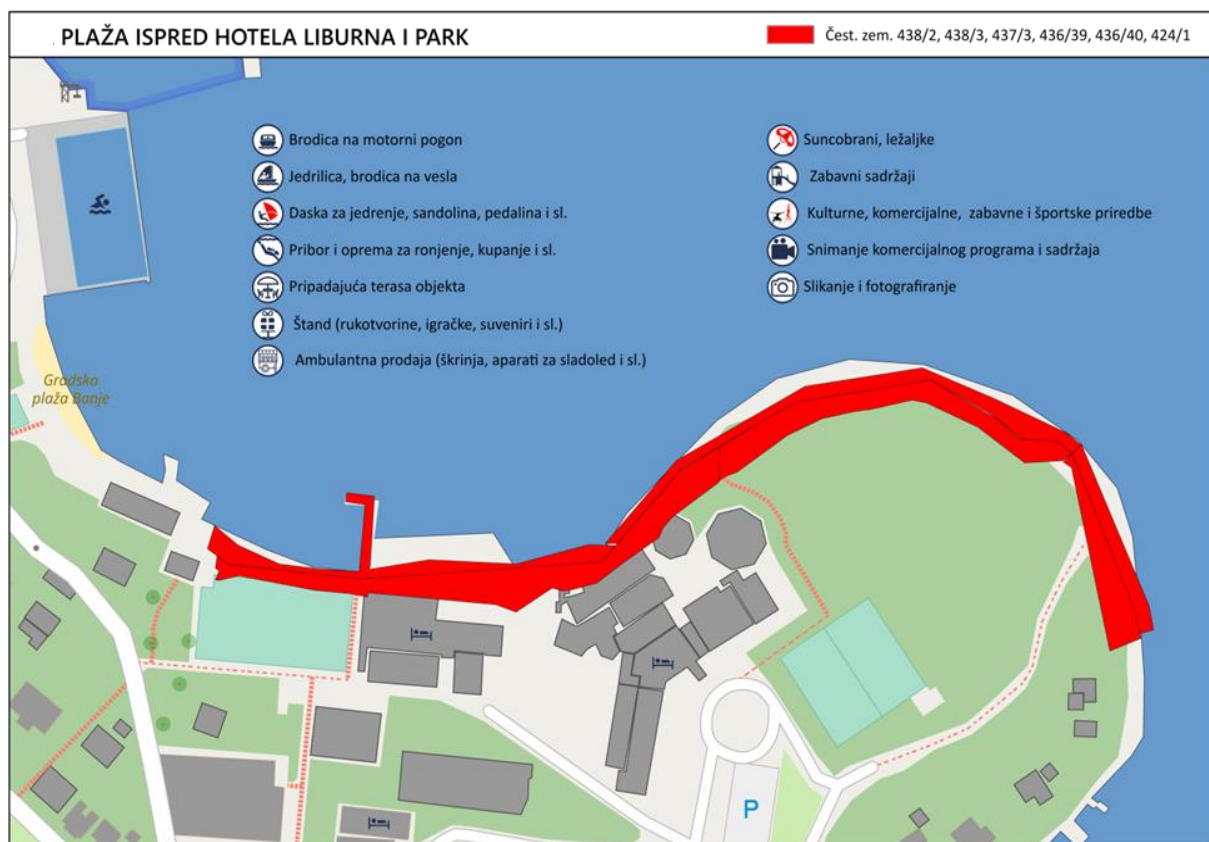 . PLAŽA ISPRED HOTELA LIBURNA I PARK
Čest. zem. 438/2, 438/3, 437/3, 436/39, 436/40, 424/1
Brodica na motorni pogon
Jedrilica, brodica na vesla
Daska za jedrenje, sandolina, pedalina i sl.
Pribor i oprema za ronjenje, kupanje i sl.
Pripadajuća terasa objekta
Štand (rukotvorine, igračke, suveniri i sl.)
Ambulantna prodaja (škrinja, aparati za sladoled i sl.)
Suncobrani, ležaljke
Zabavni sadržaji
Kulturne, komercijalne, zabavne i športske priredbe
Snimanje komercijalnog programa i sadržaja
Slikanje i fotografiranje
Gradska
plaža Banje
P